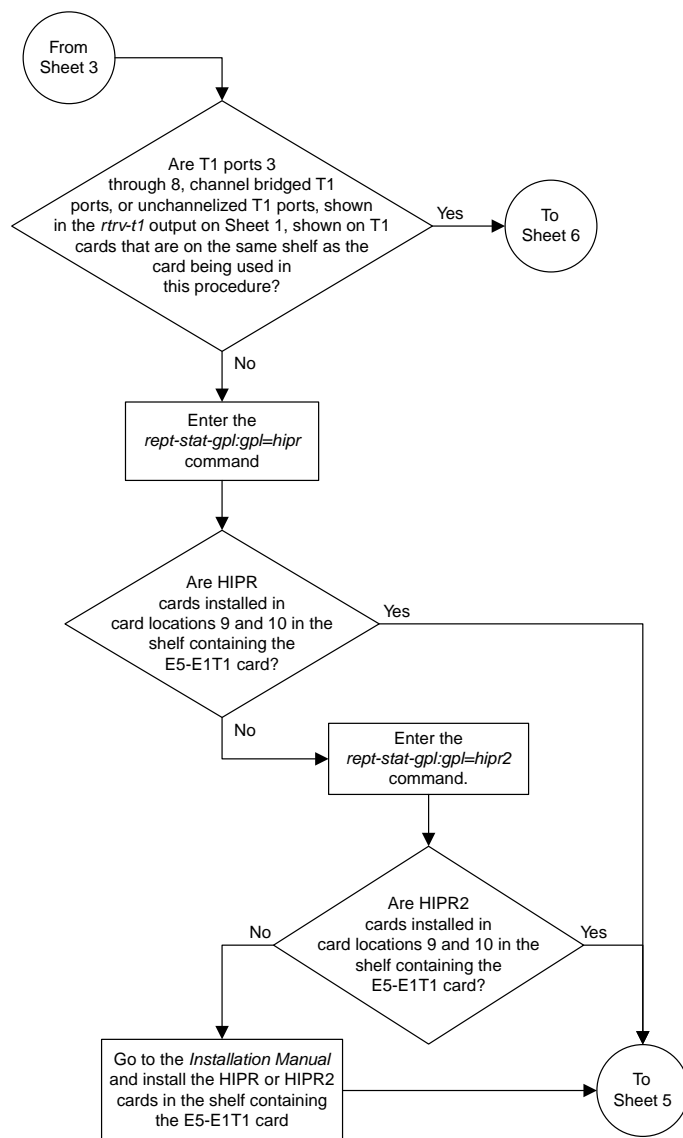 From
Sheet 3
Are T1 ports 3
through 8, channel bridged T1
ports, or unchannelized T1 ports, shown
in the rtrv-t1 output on Sheet 1, shown on T1
cards that are on the same shelf as the
card being used in
this procedure?
Yes
To
Sheet 6
No
Enter the
rept-stat-gpl:gpl=hipr
command
Are HIPR
cards installed in
card locations 9 and 10 in the
shelf containing the
E5-E1T1 card?
Yes
No
Enter the
rept-stat-gpl:gpl=hipr2
command.
Are HIPR2
cards installed in
card locations 9 and 10 in the
shelf containing the
E5-E1T1 card?
No
Yes
Go to the Installation Manual
and install the HIPR or HIPR2
cards in the shelf containing
the E5-E1T1 card
To
Sheet 5